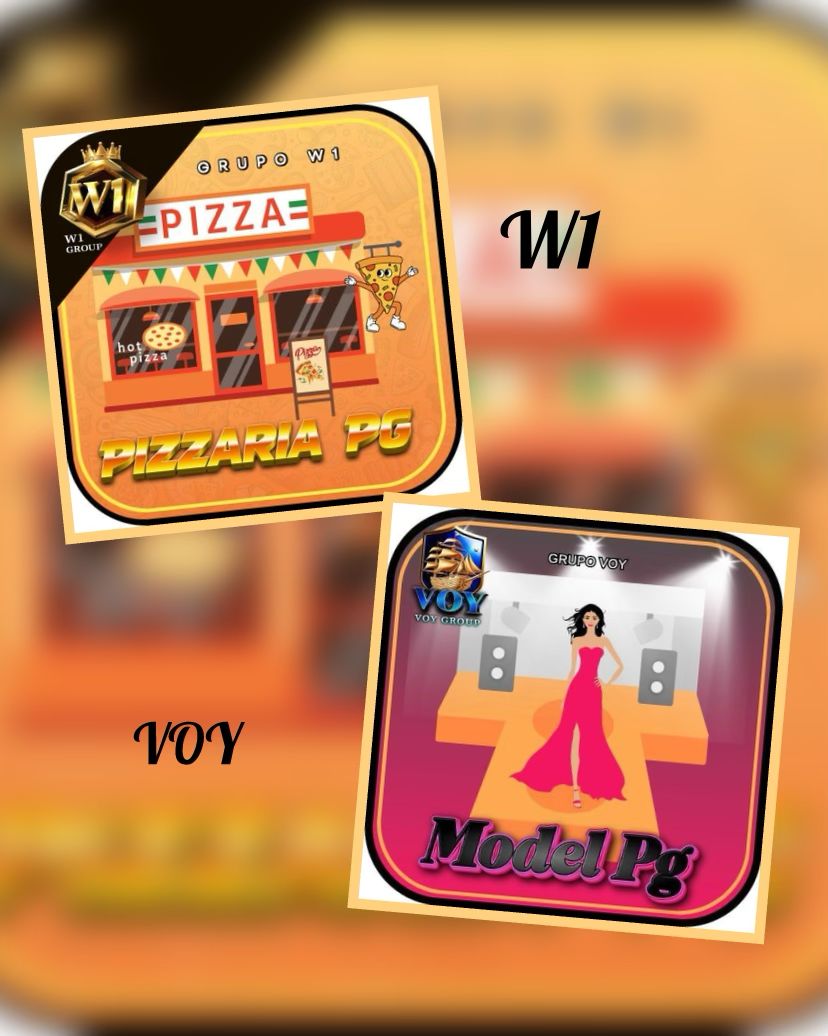 GRUPO W1
W1
W1
GROUP
PIZZA
hot
pizza
Pizza
PIZZARIA PG
W1
GRUPO VOY
VOY
VOY GROUP
VOY
Model Pg